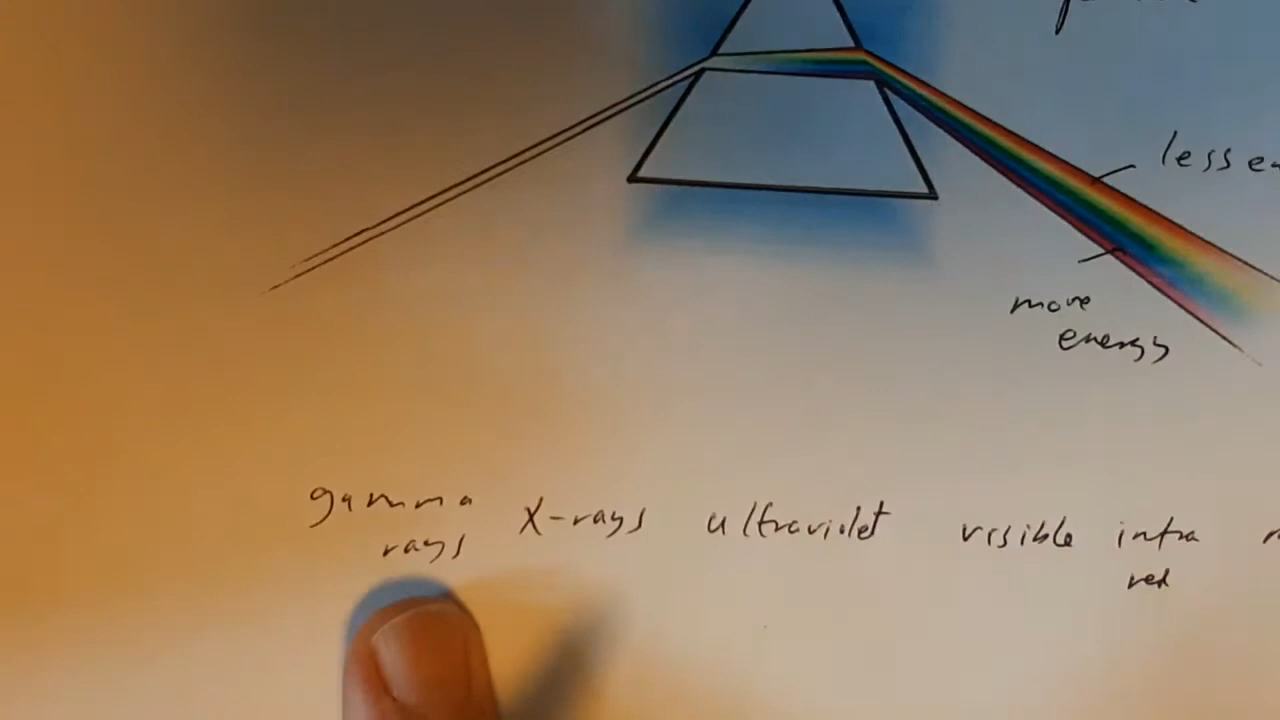 less
more
energy
gamma
rays
X-rays
ultraviolet
visible
infra
red